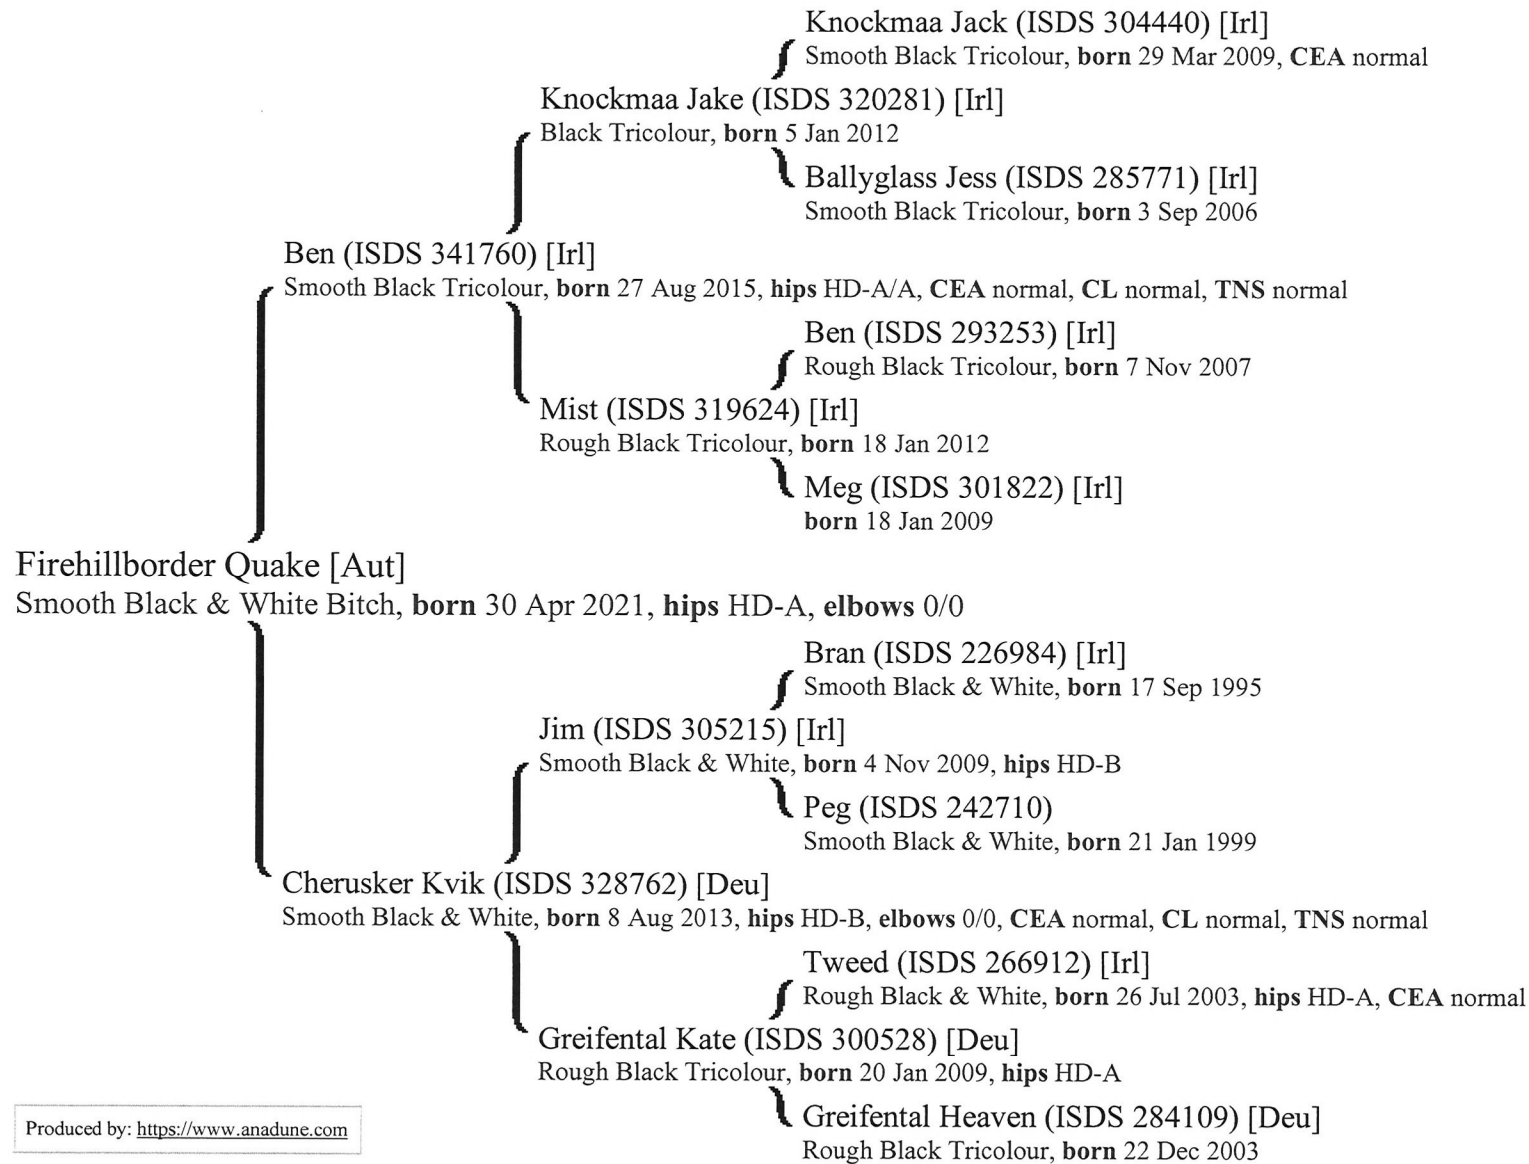 Knockmaa Jack (ISDS 304440) [Irl]
Smooth Black Tricolour, born 29 Mar 2009, CEA normal
Knockmaa Jake (ISDS 320281) [Irl]
Black Tricolour, born 5 Jan 2012
Ballyglass Jess (ISDS 285771) [Irl]
Smooth Black Tricolour, born 3 Sep 2006
Ben (ISDS 341760) [Irl]
Smooth Black Tricolour, born 27 Aug 2015, hips HD-A/A, CEA normal, CL normal, TNS normal
Ben (ISDS 293253) [Irl]
Rough Black Tricolour, born 7 Nov 2007
Mist (ISDS 319624) [Irl]
Rough Black Tricolour, born 18 Jan 2012
Meg (ISDS 301822) [Irl]
born 18 Jan 2009
Firehillborder Quake [Aut]
Smooth Black & White Bitch, born 30 Apr 2021, hips HD-A, elbows 0/0
Bran (ISDS 226984) [Irl]
Smooth Black & White, born 17 Sep 1995
Jim (ISDS 305215) [Irl]
Smooth Black & White, born 4 Nov 2009, hips HD-B
Peg (ISDS 242710)
Smooth Black & White, born 21 Jan 1999
Cherusker Kvik (ISDS 328762) [Deu]
Smooth Black & White, born 8 Aug 2013, hips HD-B, elbows 0/0, CEA normal, CL normal, TNS normal
Tweed (ISDS 266912) [Irl]
Rough Black & White, born 26 Jul 2003, hips HD-A, CEA normal
Greifental Kate (ISDS 300528) [Deu]
Rough Black Tricolour, born 20 Jan 2009, hips HD-A
Greifental Heaven (ISDS 284109) [Deu]
Rough Black Tricolour, born 22 Dec 2003
Produced by: https://www.anadune.com